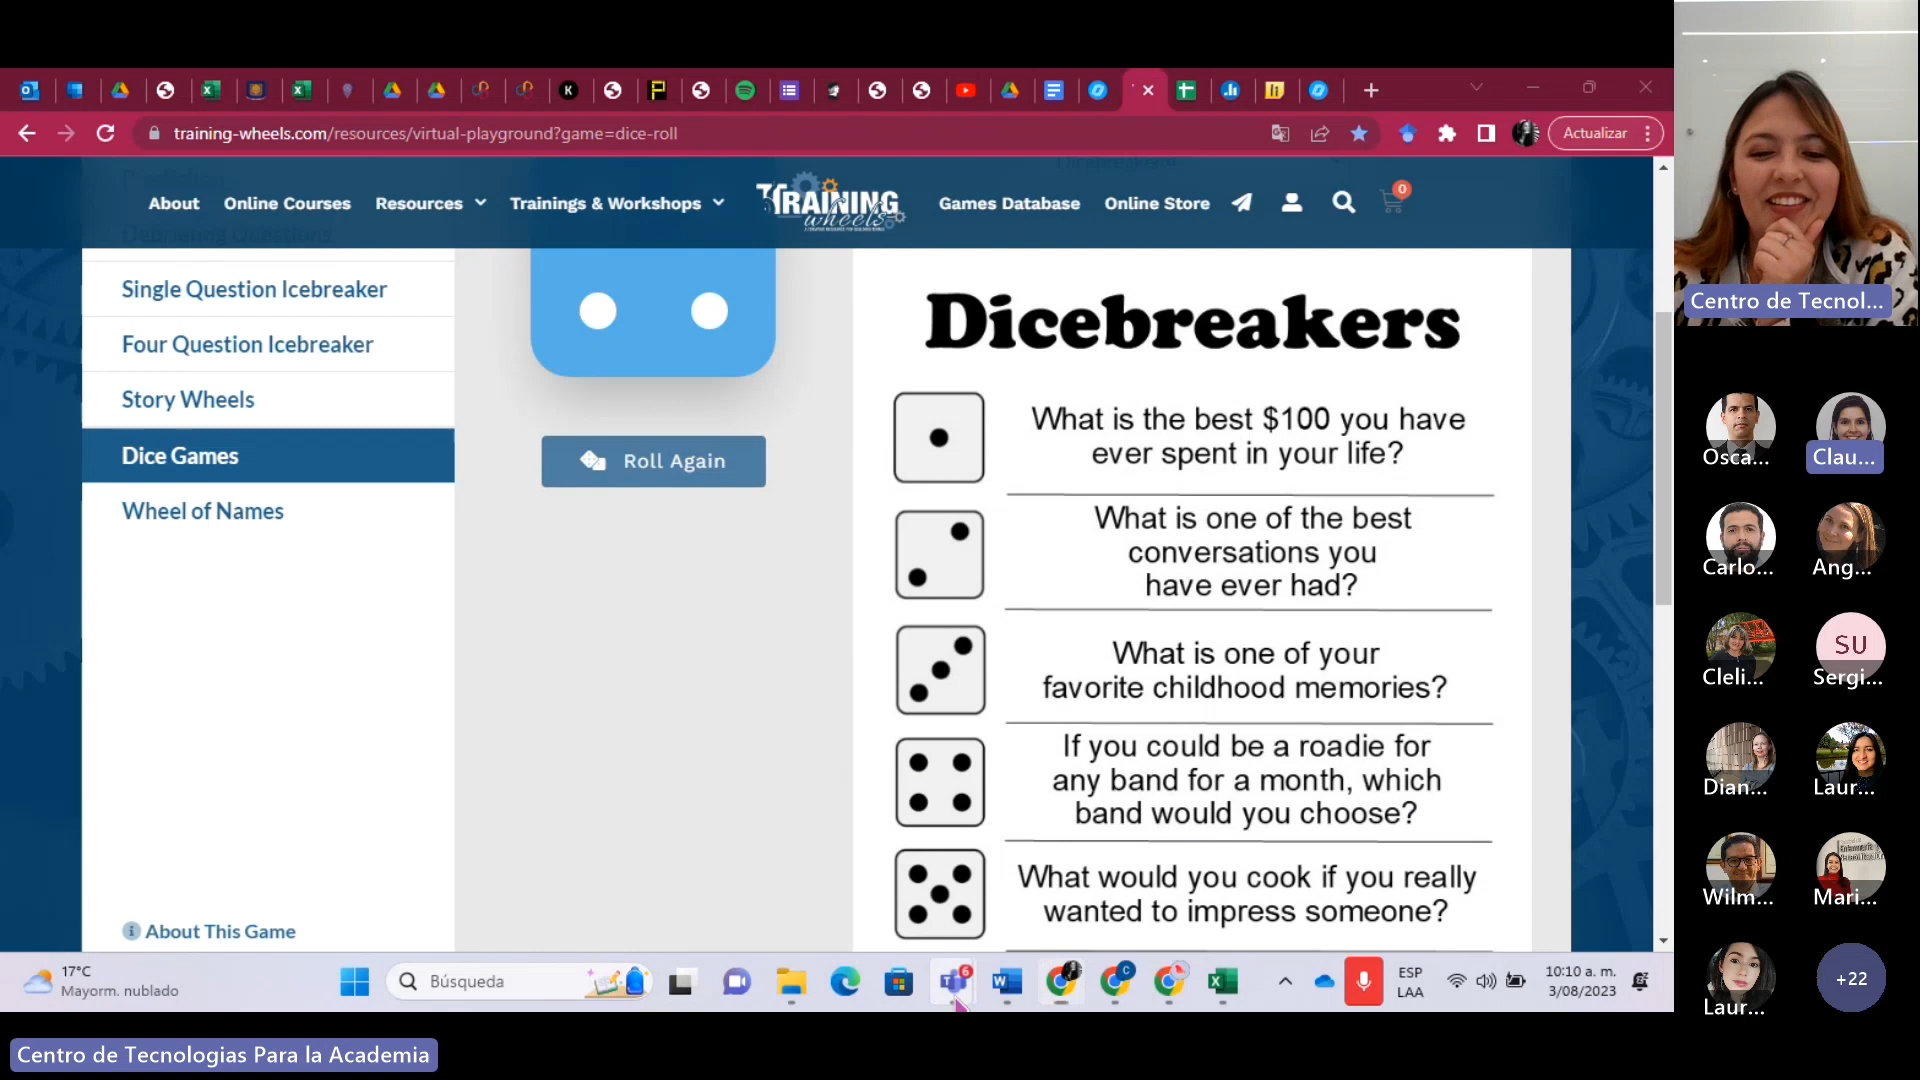 training-wheels.com/resources/virtual-playground?game=dice-roll
Actualizar
About
Online Courses
Resources
Trainings & Workshops
TRAINING
wheels
Games Database
Online Store
0
Single Question Icebreaker
Four Question Icebreaker
Story Wheels
Dice Games
Wheel of Names
About This Game
Roll Again
Dicebreakers
What is the best $100 you have
ever spent in your life?
What is one of the best
conversations you
have ever had?
What is one of your
favorite childhood memories?
If you could be a roadie for
any band for a month, which
band would you choose?
What would you cook if you really
wanted to impress someone?
17°C
Mayorm. nublado
Búsqueda
6
C
ESP
LAA
10:10 a. m.
3/08/2023
Centro de Tecnologias Para la Academia
Centro de Tecnol...
Osca...
Clau...
Carlo...
Ang...
Cleli...
SU
Sergi...
Dian...
Laur...
Wilm...
Mari...
Laur...
+22